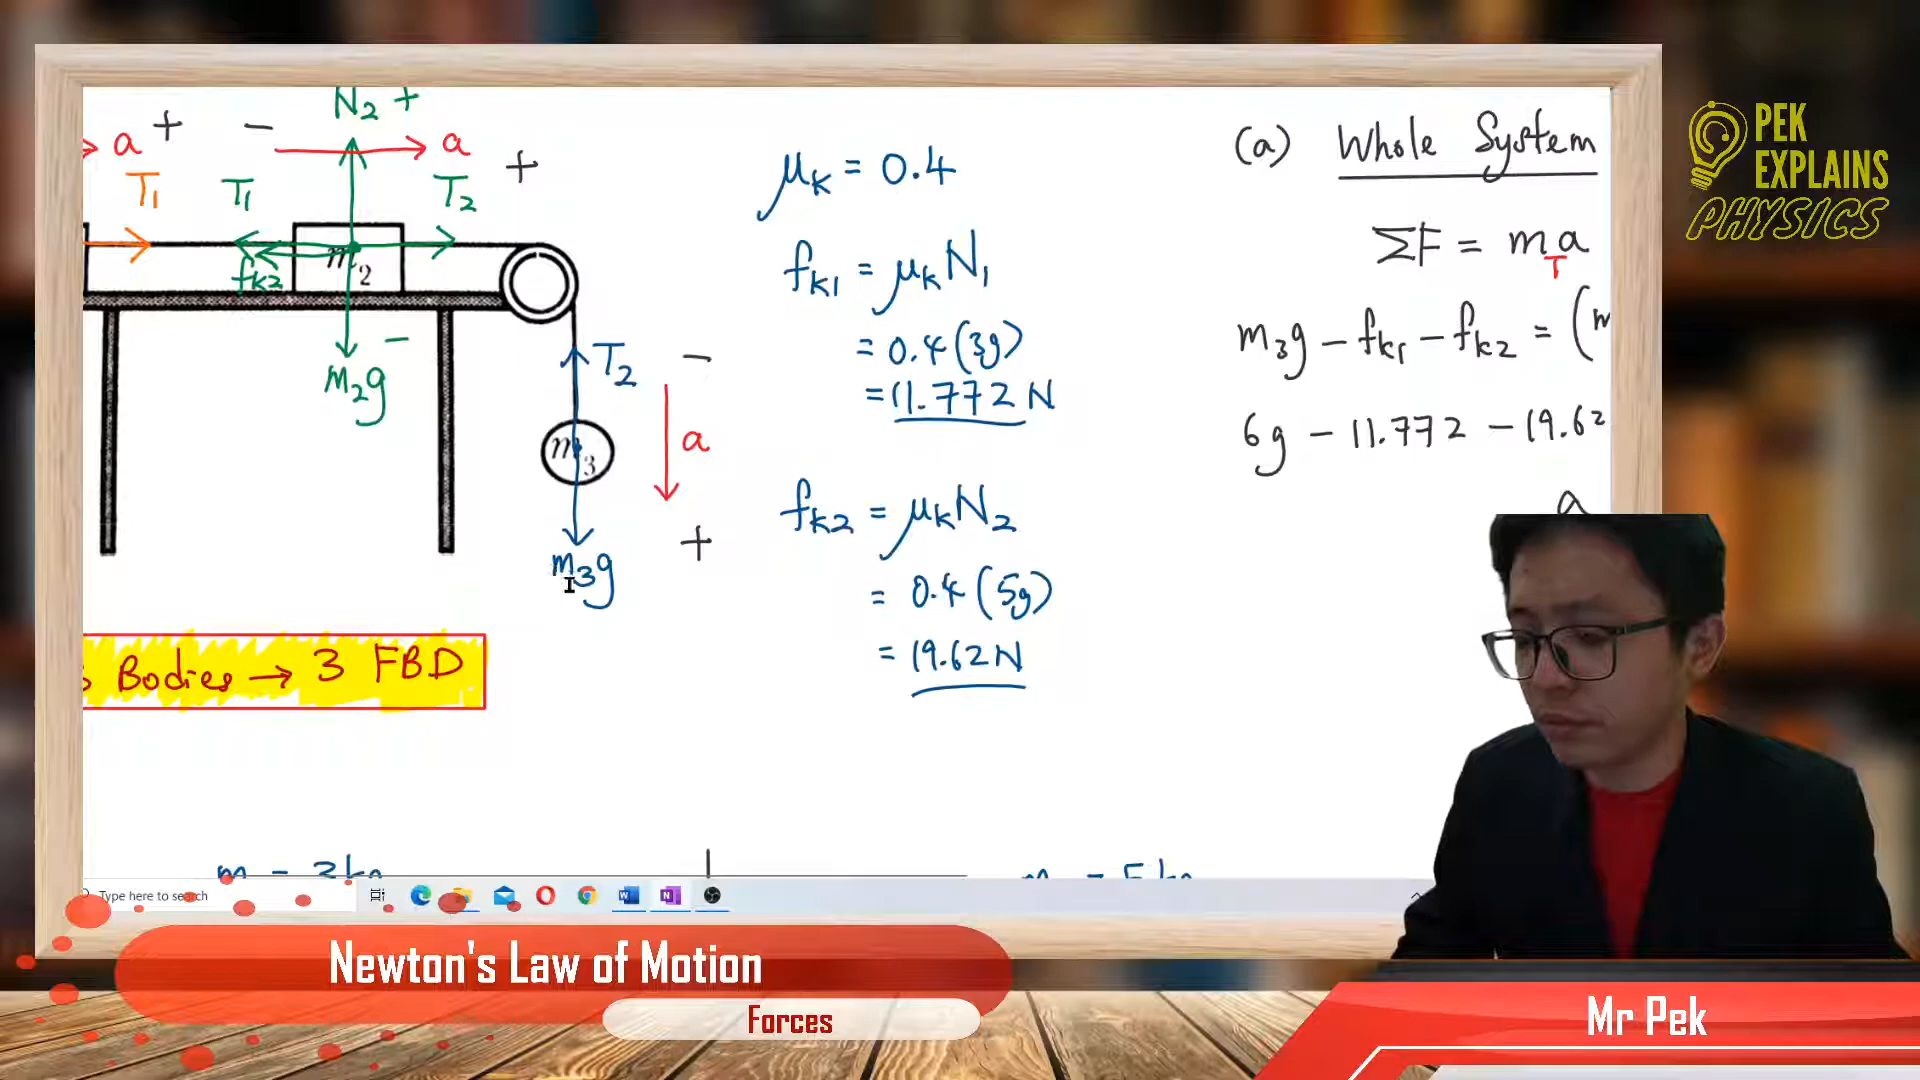 N2 +
a + - a +
T1 T1 T2
m2
fk2
m2g -
T2 -
m3
a
m3g +
3 Bodies → 3 FBD
μk = 0.4
fk1 = μkN1
= 0.4 (3g)
= 11.772 N
fk2 = μkN2
= 0.4 (5g)
= 19.62 N
(a) Whole System
ΣF = mTa
m3g - fk1 - fk2 = (m
6g - 11.772 - 19.62
a
PEK
EXPLAINS
PHYSICS
Type here to search
Newton's Law of Motion
Forces
Mr Pek